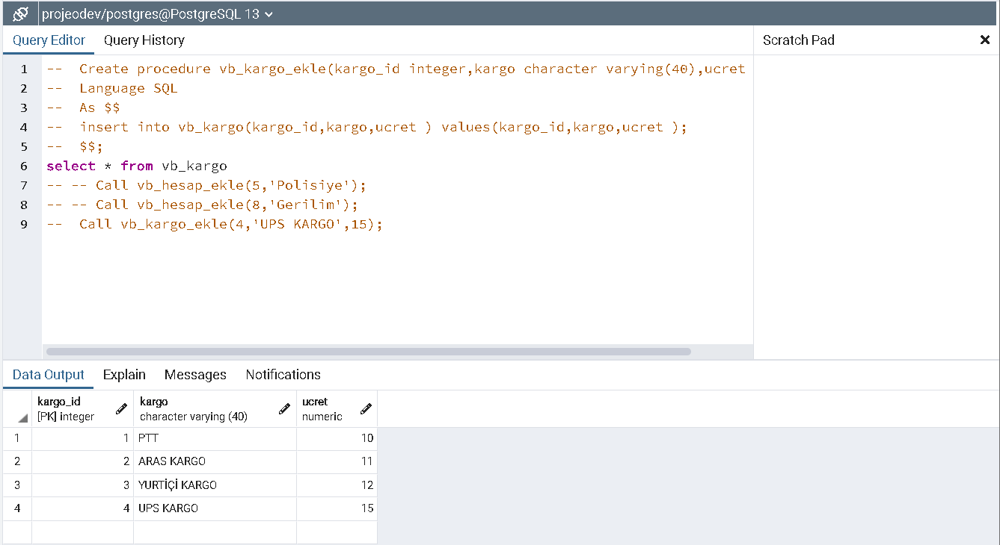 projeodev/postgres@PostgreSQL 13
Query Editor Query History
Scratch Pad
1 -- Create procedure vb_kargo_ekle(kargo_id integer,kargo character varying(40),ucret
2 -- Language SQL
3 -- As $$
4 -- insert into vb_kargo(kargo_id,kargo,ucret ) values(kargo_id,kargo,ucret );
5 -- $$;
6 select * from vb_kargo
7 -- -- Call vb_hesap_ekle(5,'Polisiye');
8 -- -- Call vb_hesap_ekle(8,'Gerilim');
9 -- Call vb_kargo_ekle(4,'UPS KARGO',15);
Data Output Explain Messages Notifications
kargo_id kargo ucret
[PK] integer character varying (40) numeric
1 1 PTT 10
2 2 ARAS KARGO 11
3 3 YURTİÇİ KARGO 12
4 4 UPS KARGO 15